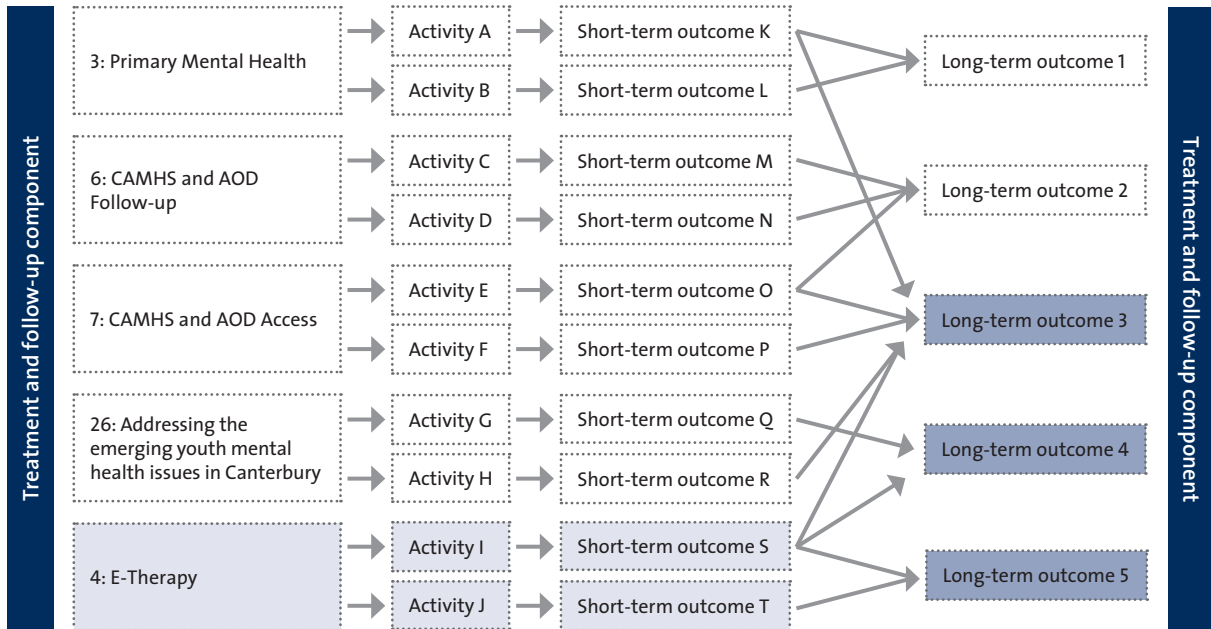 Treatment and follow-up component
3: Primary Mental Health
Activity A
Short-term outcome K
Activity B
Short-term outcome L
6: CAMHS and AOD
Follow-up
Activity C
Short-term outcome M
Activity D
Short-term outcome N
7: CAMHS and AOD Access
Activity E
Short-term outcome O
Activity F
Short-term outcome P
26: Addressing the
emerging youth mental
health issues in Canterbury
Activity G
Short-term outcome Q
Activity H
Short-term outcome R
4: E-Therapy
Activity I
Short-term outcome S
Activity J
Short-term outcome T
Long-term outcome 1
Long-term outcome 2
Long-term outcome 3
Long-term outcome 4
Long-term outcome 5
Treatment and follow-up component